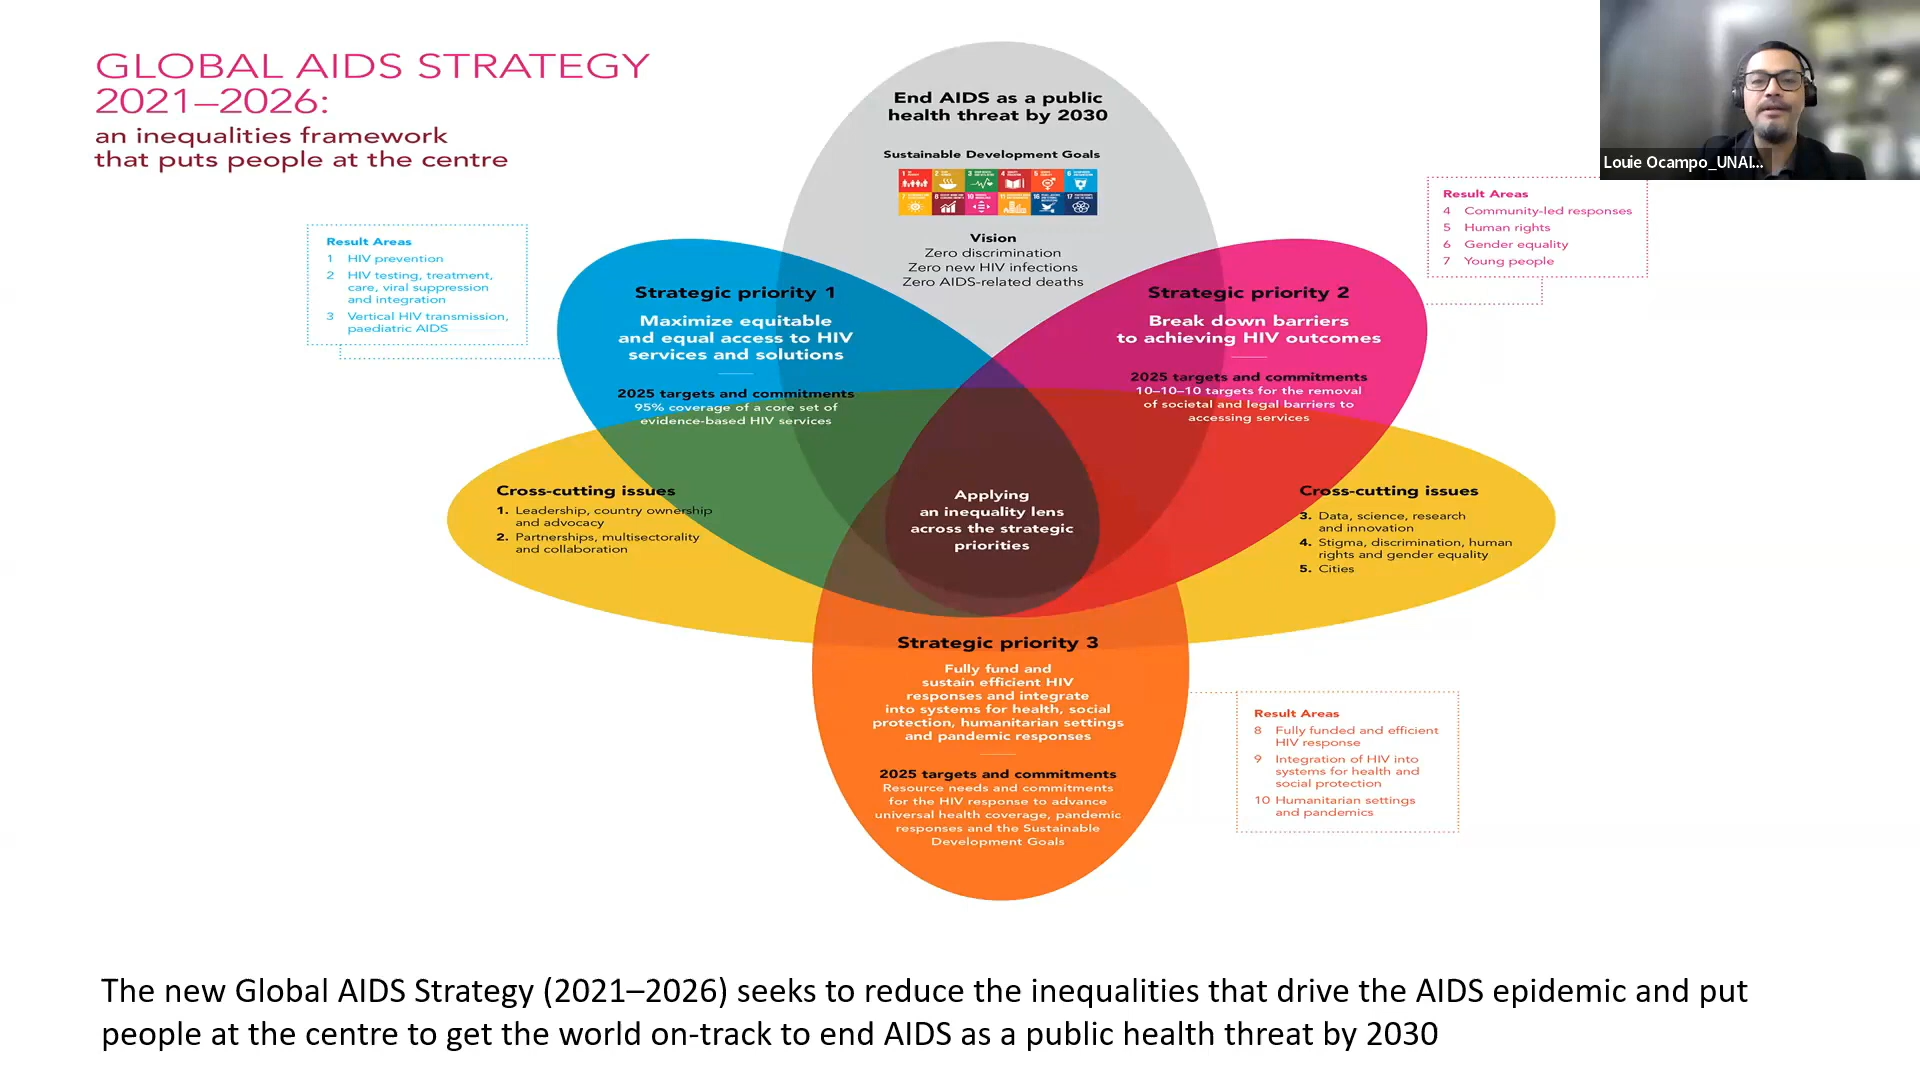 GLOBAL AIDS STRATEGY
2021–2026:
an inequalities framework
that puts people at the centre
Louie Ocampo_UNAI...
End AIDS as a public
health threat by 2030
Sustainable Development Goals
1 2 3 4 5 6
7 8 10 11 16 17
Vision
Zero discrimination
Zero new HIV infections
Zero AIDS-related deaths
Result Areas
1 HIV prevention
2 HIV testing, treatment,
care, viral suppression
and integration
3 Vertical HIV transmission,
paediatric AIDS
Strategic priority 1
Maximize equitable
and equal access to HIV
services and solutions
2025 targets and commitments
95% coverage of a core set of
evidence-based HIV services
Strategic priority 2
Break down barriers
to achieving HIV outcomes
2025 targets and commitments
10–10–10 targets for the removal
of societal and legal barriers to
accessing services
Result Areas
4 Community-led responses
5 Human rights
6 Gender equality
7 Young people
Cross-cutting issues
1. Leadership, country ownership
and advocacy
2. Partnerships, multisectorality
and collaboration
Applying
an inequality lens
across the strategic
priorities
Cross-cutting issues
3. Data, science, research
and innovation
4. Stigma, discrimination, human
rights and gender equality
5. Cities
Strategic priority 3
Fully fund and
sustain efficient HIV
responses and integrate
into systems for health, social
protection, humanitarian settings
and pandemic responses
2025 targets and commitments
Resource needs and commitments
for the HIV response to advance
universal health coverage, pandemic
responses and the Sustainable
Development Goals
Result Areas
8 Fully funded and efficient
HIV response
9 Integration of HIV into
systems for health and
social protection
10 Humanitarian settings
and pandemics
The new Global AIDS Strategy (2021–2026) seeks to reduce the inequalities that drive the AIDS epidemic and put
people at the centre to get the world on-track to end AIDS as a public health threat by 2030